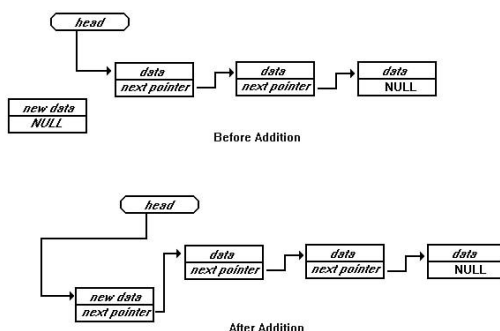 head
data
next pointer
data
next pointer
data
NULL
new data
NULL
Before Addition
head
data
next pointer
data
next pointer
data
NULL
new data
next pointer
After Addition